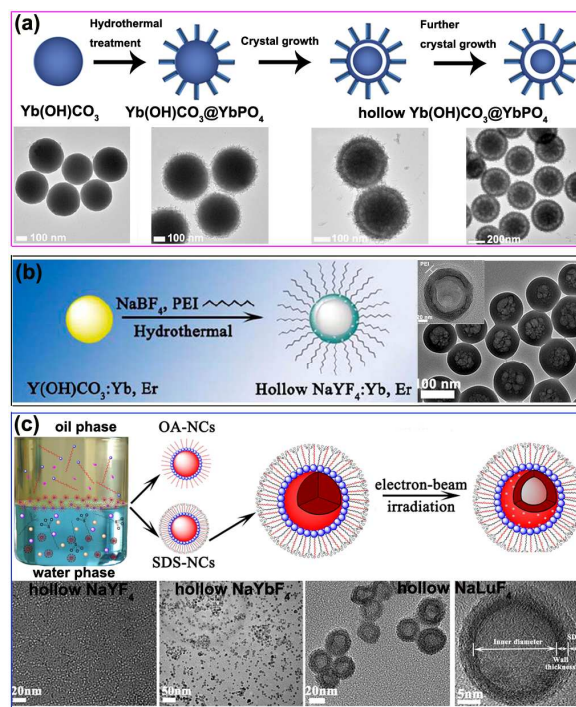 (a)
Hydrothermal
treatment
Crystal growth
Further
crystal growth
Yb(OH)CO₃
Yb(OH)CO₃@YbPO₄
hollow Yb(OH)CO₃@YbPO₄
100 nm
100 nm
100 nm
200nm
(b)
NaBF₄, PEI
Hydrothermal
Y(OH)CO₃:Yb, Er
Hollow NaYF₄:Yb, Er
PEI
100 nm
(c)
oil phase
water phase
OA-NCs
SDS-NCs
electron-beam
irradiation
hollow NaYF₄
hollow NaYbF₄
hollow NaLuF₄
20nm
50nm
20nm
5nm
Inner diameter
Wall
thickness